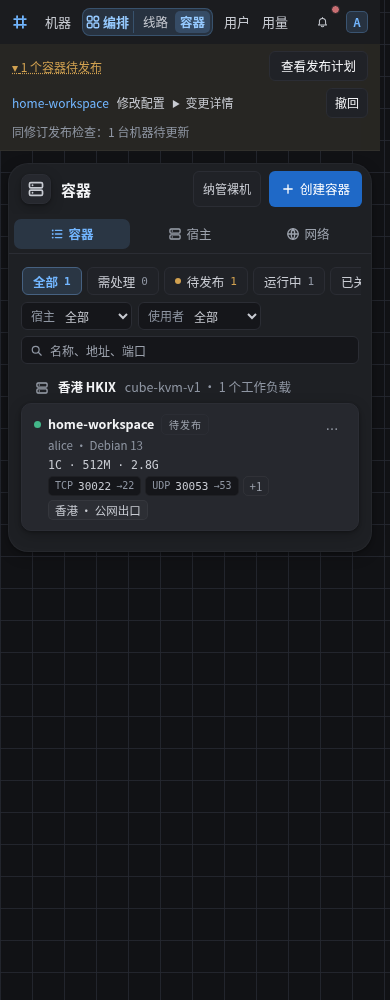 机器 编排 线路 容器 用户 用量 A
▾ 1 个容器待发布 查看发布计划
home-workspace 修改配置 ▶ 变更详情 撤回
同修订发布检查: 1 台机器待更新
容器 纳管裸机 + 创建容器
容器 宿主 网络
全部 1 需处理 0 待发布 1 运行中 1
宿主 全部 使用者 全部
名称、地址、端口
香港 HKIX cube-kvm-v1 • 1 个工作负载
home-workspace 待发布 ...
alice • Debian 13
1C · 512M · 2.8G
TCP 30022 →22 UDP 30053 →53 +1
香港 • 公网出口